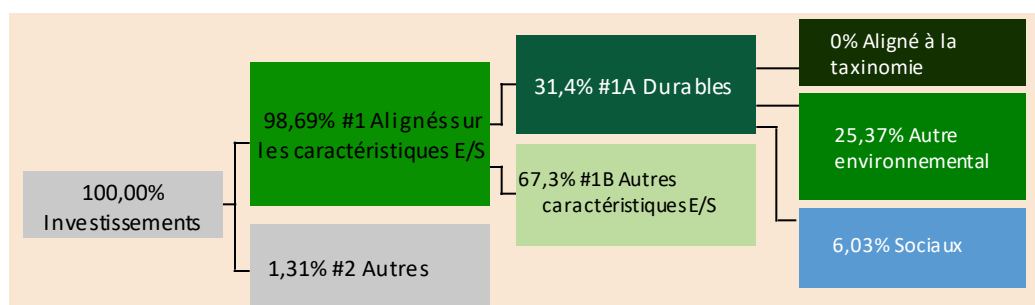 100,00%
Investissements
98,69% #1 Alignés sur
les caractéristiques E/S
1,31% #2 Autres
31,4% #1A Durables
67,3% #1B Autres
caractéristiques E/S
0% Aligné à la
taxinomie
25,37% Autre
environnemental
6,03% Sociaux